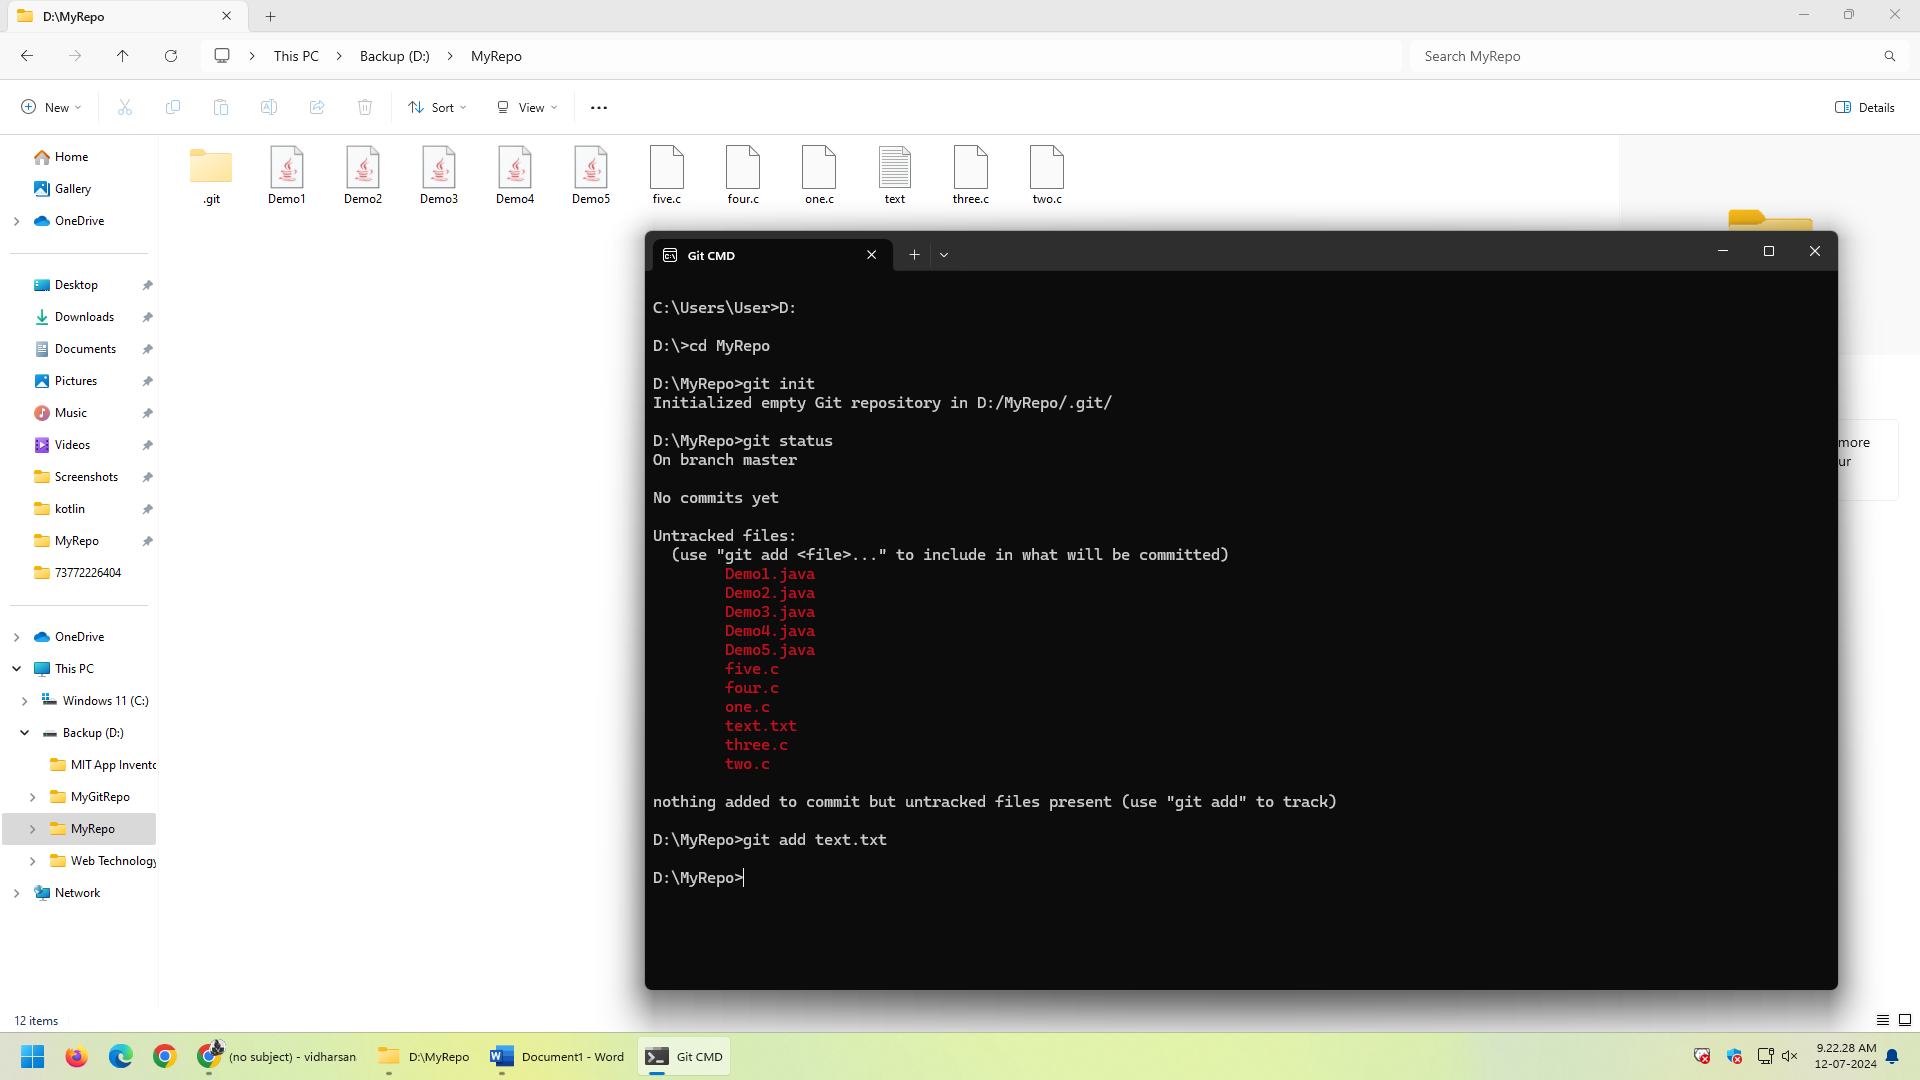 D:\MyRepo
This PC
Backup (D:)
MyRepo
Search MyRepo
New
Sort
View
Details
Home
Gallery
OneDrive
Desktop
Downloads
Documents
Pictures
Music
Videos
Screenshots
kotlin
MyRepo
73772226404
OneDrive
This PC
Windows 11 (C:)
Backup (D:)
MIT App Invento
MyGitRepo
MyRepo
Web Technology
Network
12 items
.git
Demo1
Demo2
Demo3
Demo4
Demo5
five.c
four.c
one.c
text
three.c
two.c
more
ur
Git CMD
C:\Users\User>D:
D:\>cd MyRepo
D:\MyRepo>git init
Initialized empty Git repository in D:/MyRepo/.git/
D:\MyRepo>git status
On branch master
No commits yet
Untracked files:
(use "git add <file>..." to include in what will be committed)
Demo1.java
Demo2.java
Demo3.java
Demo4.java
Demo5.java
five.c
four.c
one.c
text.txt
three.c
two.c
nothing added to commit but untracked files present (use "git add" to track)
D:\MyRepo>git add text.txt
D:\MyRepo>
(no subject) - vidharsan
D:\MyRepo
Document1 - Word
Git CMD
9.22.28 AM
12-07-2024